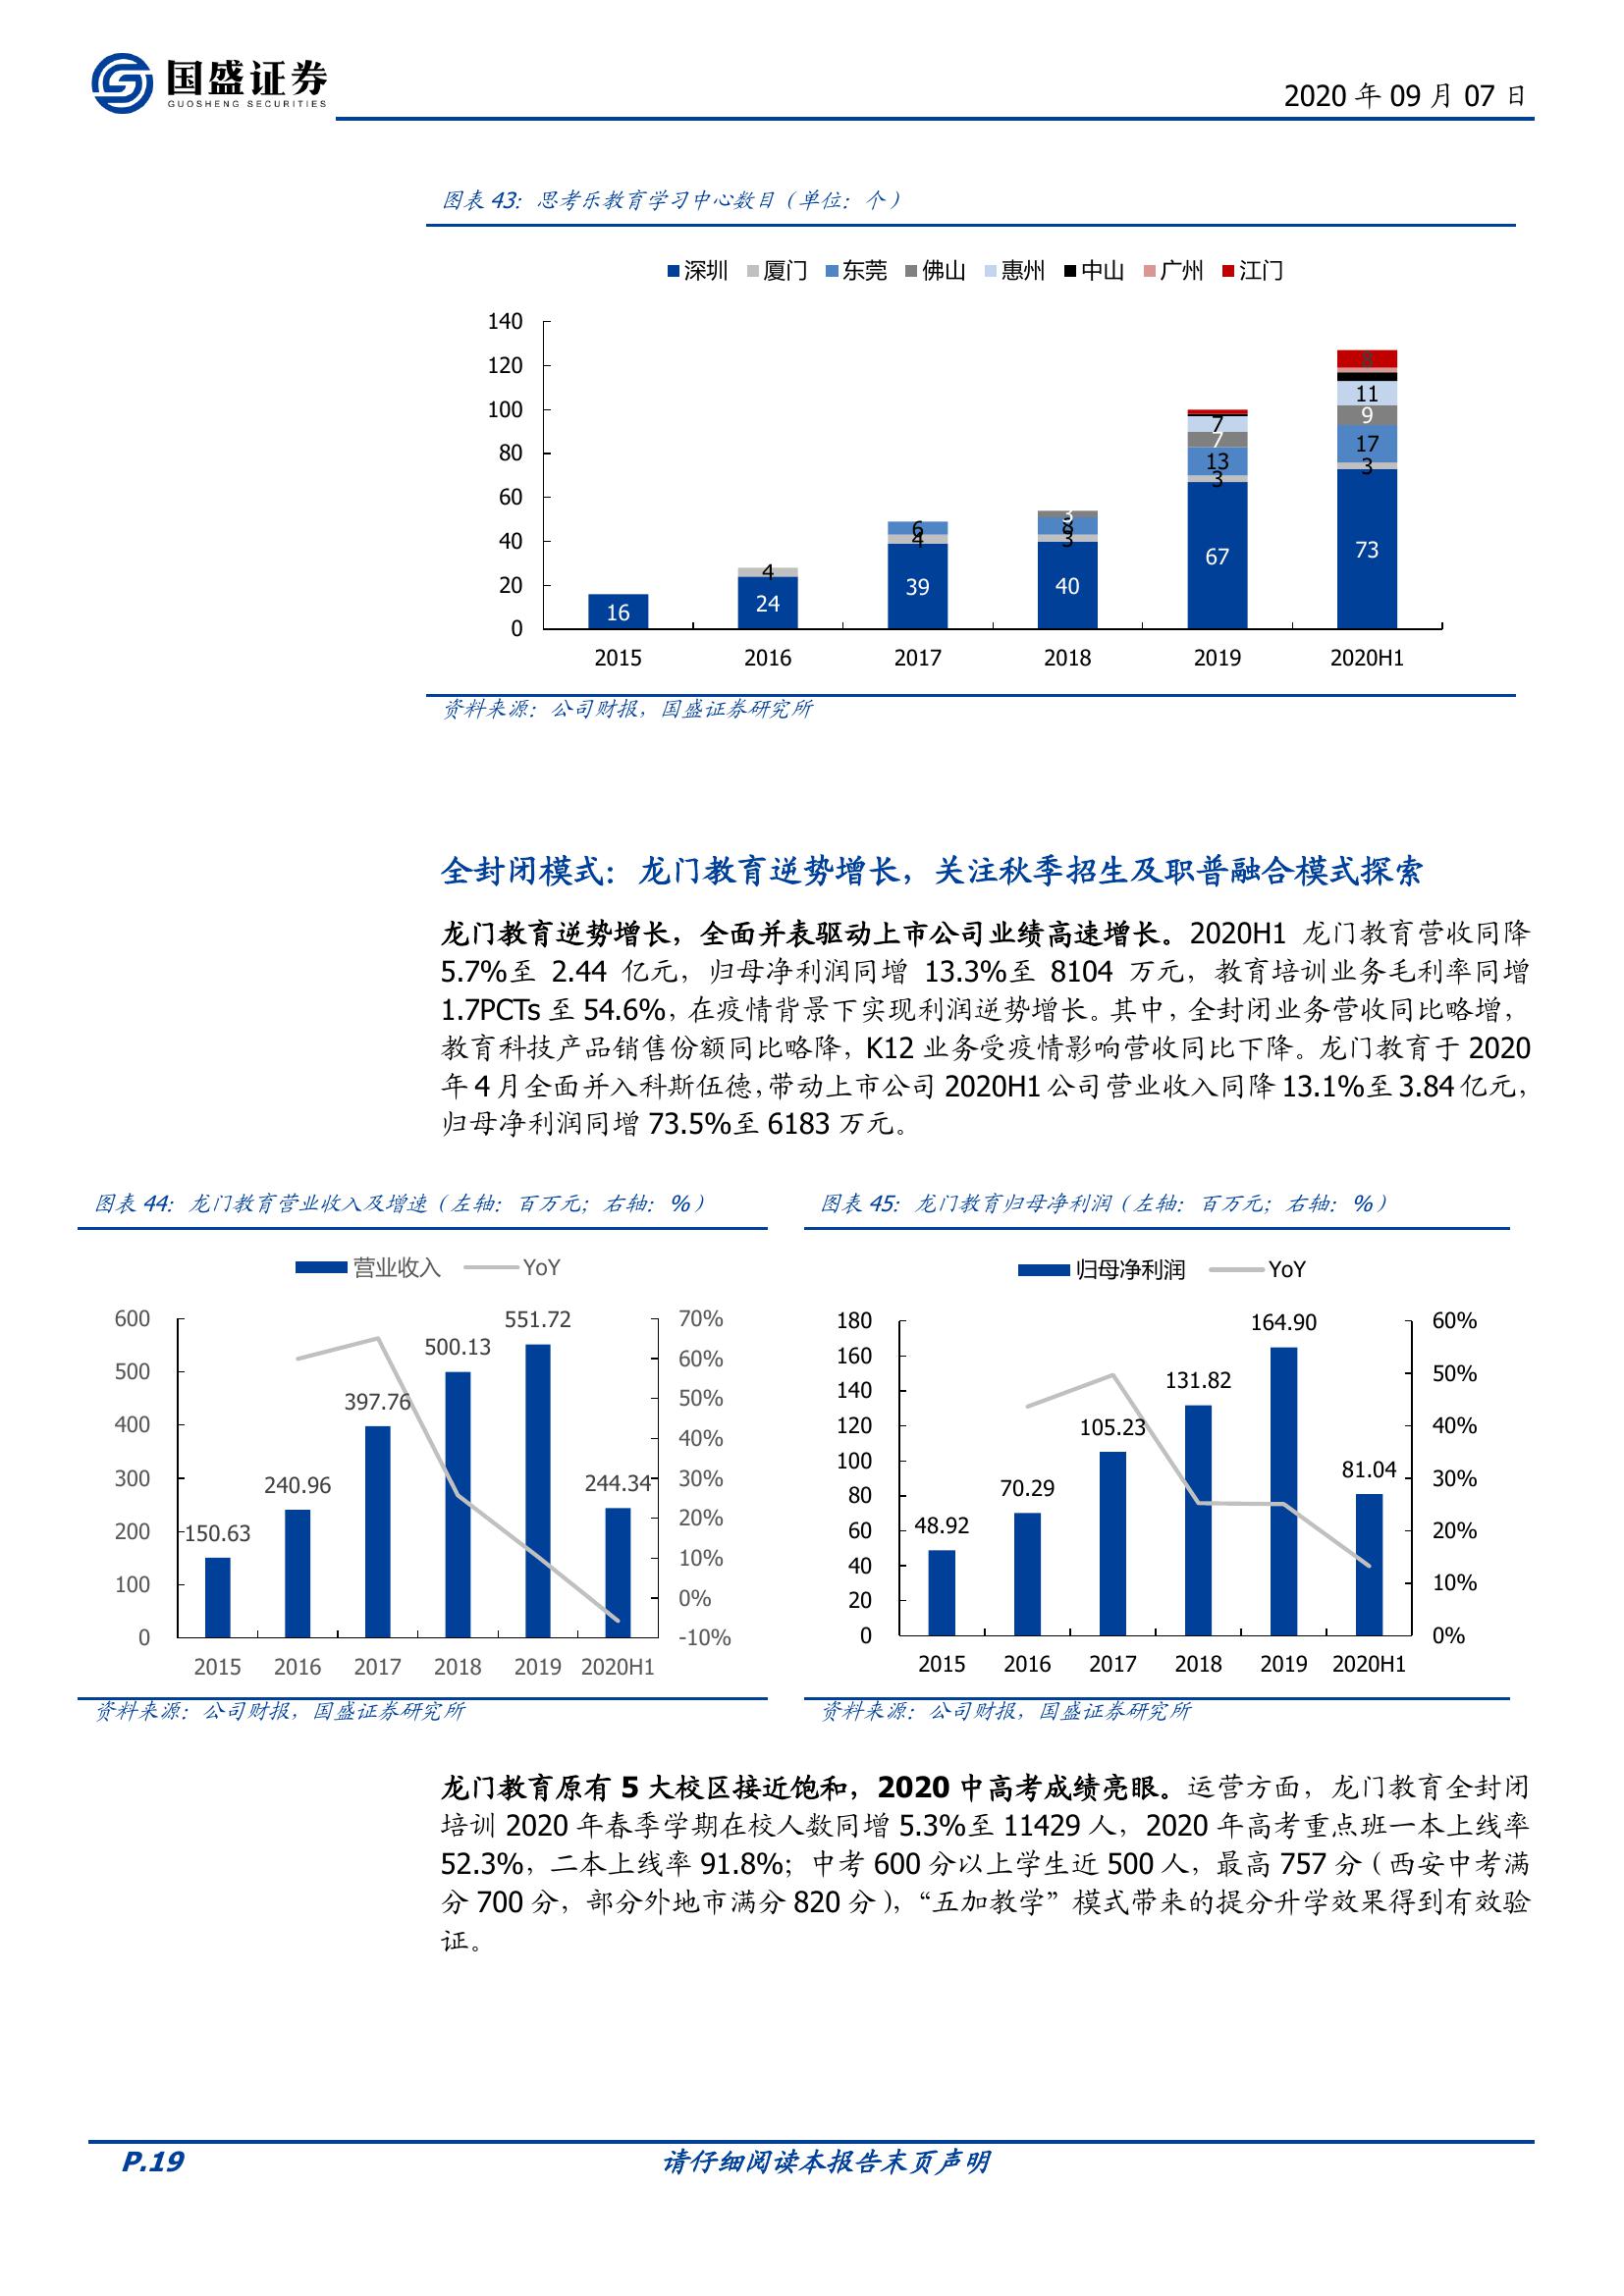 国盛证券
GUOSHENG SECURITIES
2020 年 09 月 07 日
图表 43：思考乐教育学习中心数目（单位：个）
深圳 厦门 东莞 佛山 惠州 中山 广州 江门
140
120
100
80
60
40
20
0
16
24
4
39
4
6
40
3
8
3
67
3
13
7
7
73
3
17
9
11
8
2015 2016 2017 2018 2019 2020H1
资料来源：公司财报，国盛证券研究所
全封闭模式：龙门教育逆势增长，关注秋季招生及职普融合模式探索
龙门教育逆势增长，全面并表驱动上市公司业绩高速增长。2020H1 龙门教育营收同降
5.7%至 2.44 亿元，归母净利润同增 13.3%至 8104 万元，教育培训业务毛利率同增
1.7PCTs 至 54.6%，在疫情背景下实现利润逆势增长。其中，全封闭业务营收同比略增，
教育科技产品销售份额同比略降，K12 业务受疫情影响营收同比下降。龙门教育于 2020
年 4 月全面并入科斯伍德，带动上市公司 2020H1 公司营业收入同降 13.1%至 3.84 亿元，
归母净利润同增 73.5%至 6183 万元。
图表 44：龙门教育营业收入及增速（左轴：百万元；右轴：%）
营业收入 YoY
600
500
400
300
200
100
0
150.63
240.96
397.76
500.13
551.72
244.34
70%
60%
50%
40%
30%
20%
10%
0%
-10%
2015 2016 2017 2018 2019 2020H1
资料来源：公司财报，国盛证券研究所
图表 45：龙门教育归母净利润（左轴：百万元；右轴：%）
归母净利润 YoY
180
160
140
120
100
80
60
40
20
0
48.92
70.29
105.23
131.82
164.90
81.04
60%
50%
40%
30%
20%
10%
0%
2015 2016 2017 2018 2019 2020H1
资料来源：公司财报，国盛证券研究所
龙门教育原有 5 大校区接近饱和，2020 中高考成绩亮眼。运营方面，龙门教育全封闭
培训 2020 年春季学期在校人数同增 5.3%至 11429 人，2020 年高考重点班一本上线率
52.3%，二本上线率 91.8%；中考 600 分以上学生近 500 人，最高 757 分（西安中考满
分 700 分，部分外地市满分 820 分），“五加教学”模式带来的提分升学效果得到有效验
证。
P.19
请仔细阅读本报告末页声明